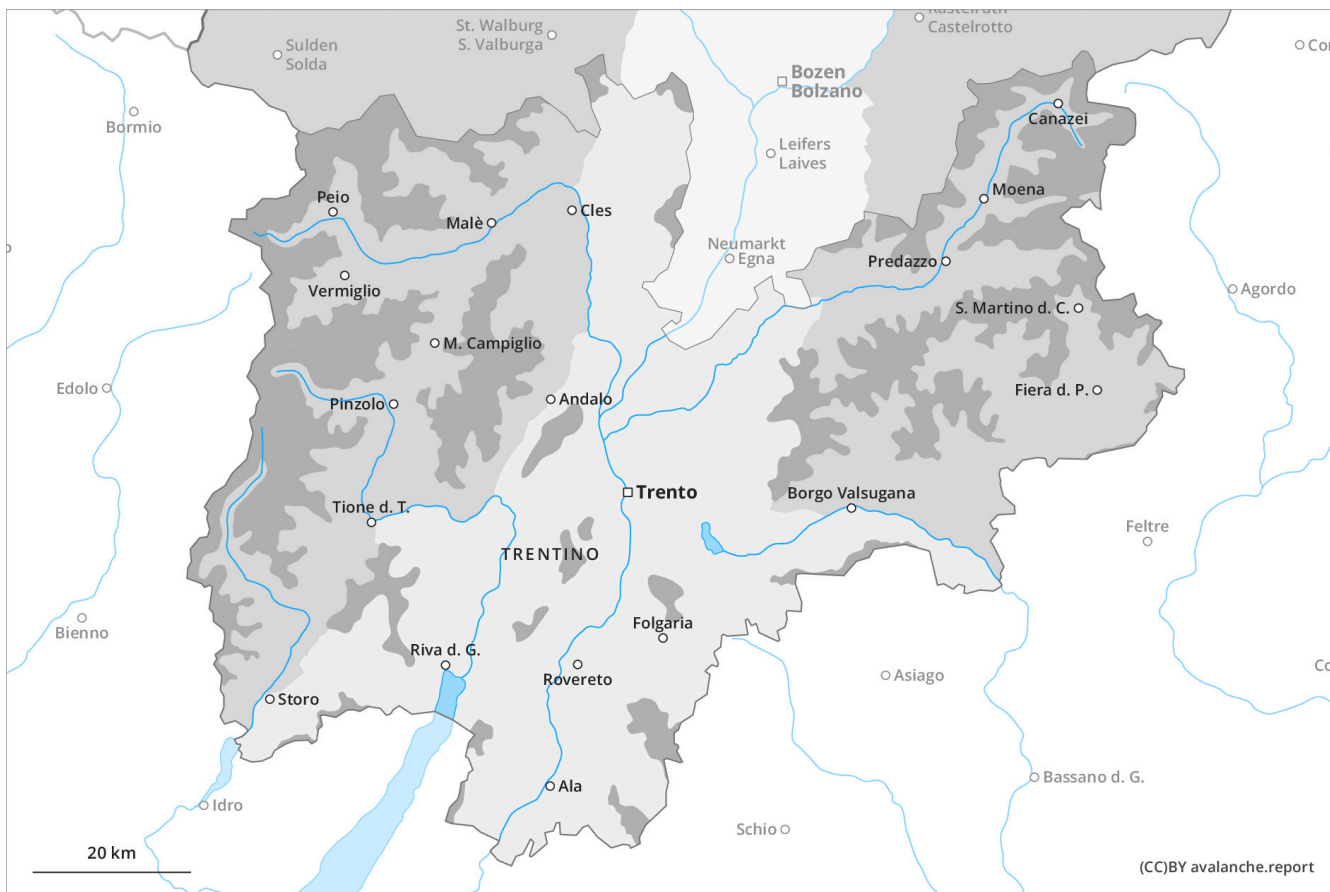 Kastelruth
Castelrotto
St. Walburg
S. Valburga
Sulden
Solda
Bozen
Bolzano
Bormio
Canazei
Leifers
Laives
Moena
Peio
Malè
Cles
Neumarkt
Egna
Predazzo
Vermiglio
Agordo
S. Martino d. C.
M. Campiglio
Edolo
Pinzolo
Andalo
Fiera d. P.
Trento
Borgo Valsugana
Tione d. T.
Feltre
TRENTINO
Bienno
Folgaria
Riva d. G.
Rovereto
Asiago
Storo
Bassano d. G.
Ala
Idro
Schio
20 km
(CC)BY avalanche.report